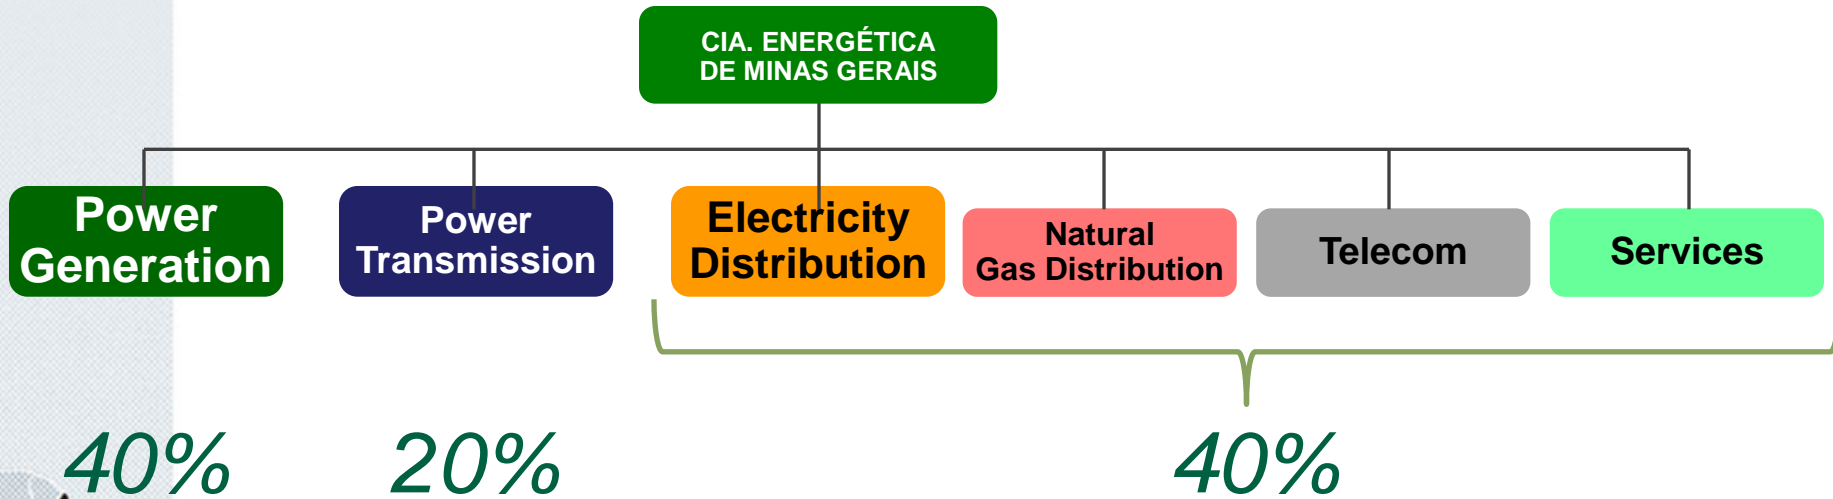 CIA. ENERGÉTICA
DE MINAS GERAIS
Power
Generation
Power
Transmission
Electricity
Distribution
Natural
Gas Distribution
Telecom
Services
40%
20%
40%